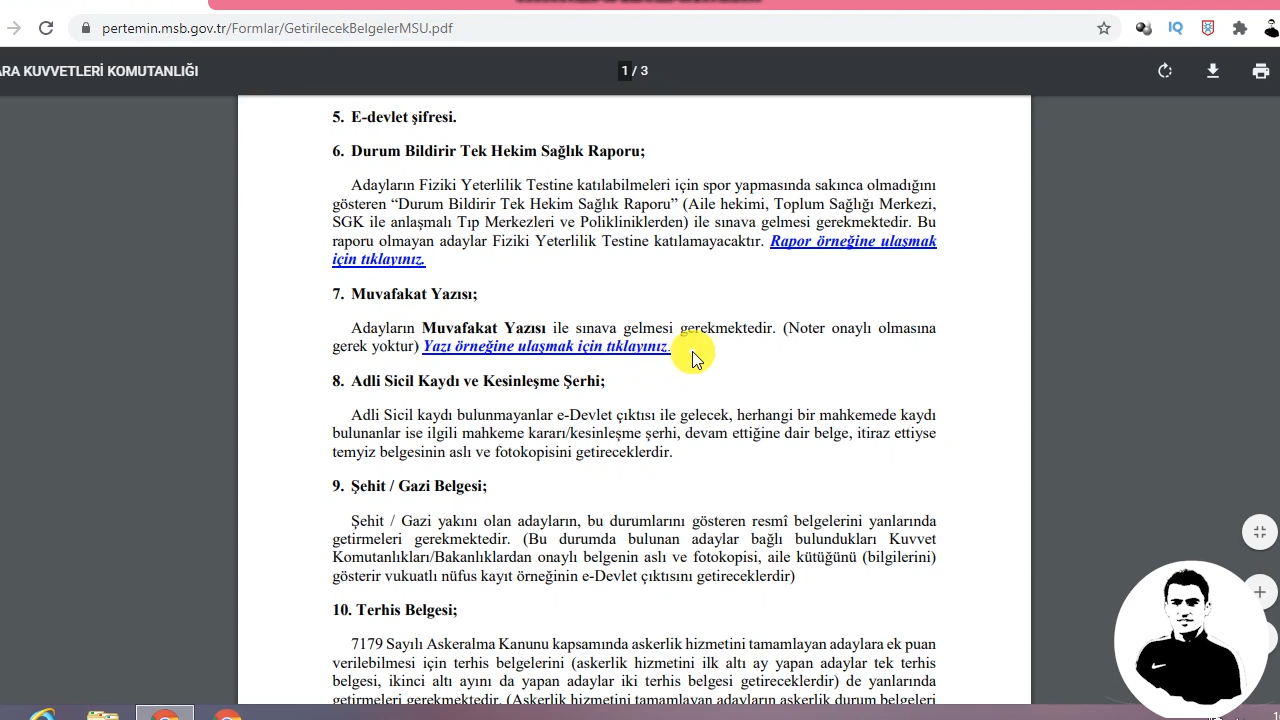 pertemin.msb.gov.tr/Formlar/GetirilecekBelgelerMSU.pdf
IQ
ARA KUVVETLERİ KOMUTANLIĞI
1 / 3
5. E-devlet şifresi.
6. Durum Bildirir Tek Hekim Sağlık Raporu;
Adayların Fiziki Yeterlilik Testine katılabilmeleri için spor yapmasında sakınca olmadığını
gösteren “Durum Bildirir Tek Hekim Sağlık Raporu” (Aile hekimi, Toplum Sağlığı Merkezi,
SGK ile anlaşmalı Tıp Merkezleri ve Polikliniklerden) ile sınava gelmesi gerekmektedir. Bu
raporu olmayan adaylar Fiziki Yeterlilik Testine katılamayacaktır. Rapor örneğine ulaşmak
için tıklayınız.
7. Muvafakat Yazısı;
Adayların Muvafakat Yazısı ile sınava gelmesi gerekmektedir. (Noter onaylı olmasına
gerek yoktur) Yazı örneğine ulaşmak için tıklayınız.
8. Adli Sicil Kaydı ve Kesinleşme Şerhi;
Adli Sicil kaydı bulunmayanlar e-Devlet çıktısı ile gelecek, herhangi bir mahkemede kaydı
bulunanlar ise ilgili mahkeme kararı/kesinleşme şerhi, devam ettiğine dair belge, itiraz ettiyse
temyiz belgesinin aslı ve fotokopisini getireceklerdir.
9. Şehit / Gazi Belgesi;
Şehit / Gazi yakını olan adayların, bu durumlarını gösteren resmî belgelerini yanlarında
getirmeleri gerekmektedir. (Bu durumda bulunan adaylar bağlı bulundukları Kuvvet
Komutanlıkları/Bakanlıklardan onaylı belgenin aslı ve fotokopisi, aile kütüğünü (bilgilerini)
gösterir vukuatlı nüfus kayıt örneğinin e-Devlet çıktısını getireceklerdir)
10. Terhis Belgesi;
7179 Sayılı Askeralma Kanunu kapsamında askerlik hizmetini tamamlayan adaylara ek puan
verilebilmesi için terhis belgelerini (askerlik hizmetini ilk altı ay yapan adaylar tek terhis
belgesi, ikinci altı ayını da yapan adaylar iki terhis belgesi getireceklerdir) de yanlarında
getirmeleri gerekmektedir. (Askerlik hizmetini tamamlayan adayların askerlik durum belgeleri